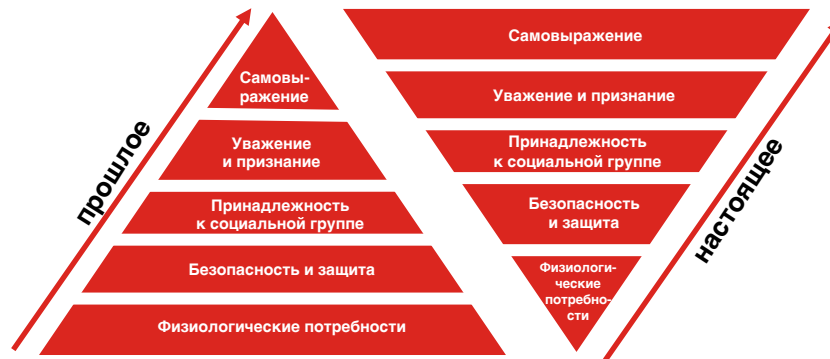 прошлое
Самовы-
ражение
Уважение
и признание
Принадлежность
к социальной группе
Безопасность и защита
Физиологические потребности
Самовыражение
Уважение и признание
Принадлежность
к социальной группе
Безопасность
и защита
Физиологи-
ческие
потребно-
сти
настоящее